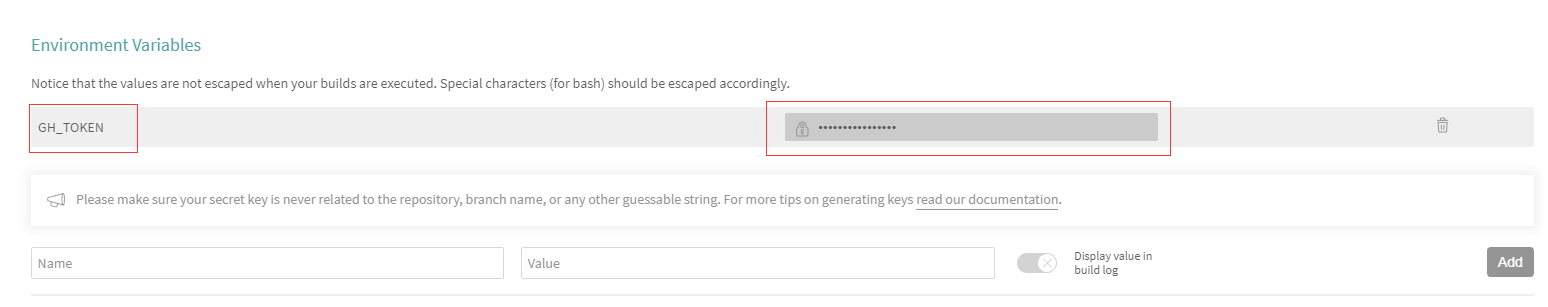 Environment Variables
Notice that the values are not escaped when your builds are executed. Special characters (for bash) should be escaped accordingly.
GH_TOKEN ••••••••••••••••
Please make sure your secret key is never related to the repository, branch name, or any other guessable string. For more tips on generating keys read our documentation.
Name Value Display value in
build log Add